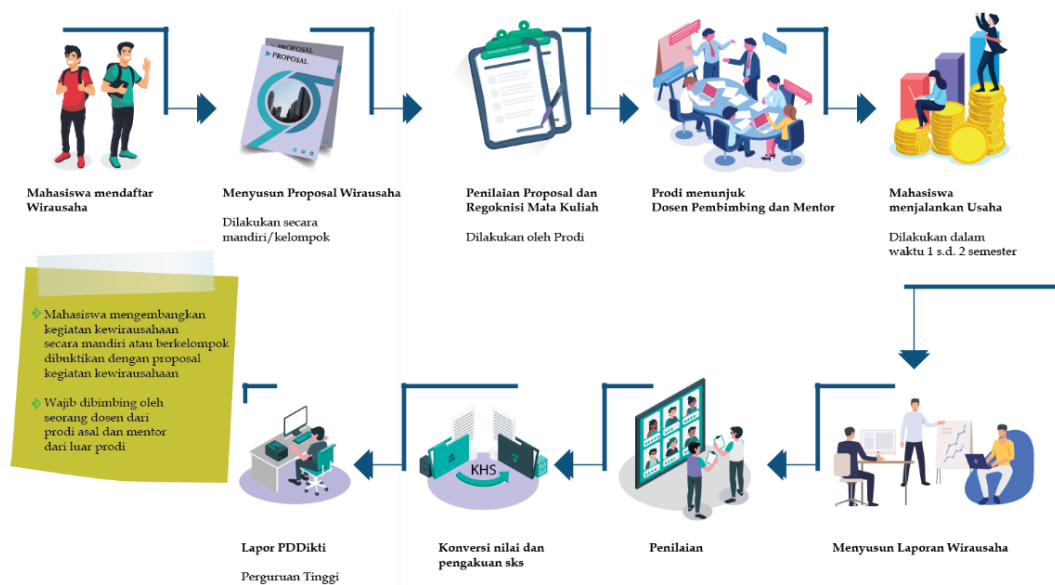 PROPOSAL
PROPOSAL
Mahasiswa mendaftar
Wirausaha
Menyusun Proposal Wirausaha
Dilakukan secara
mandiri/kelompok
Penilaian Proposal dan
Regoknisi Mata Kuliah
Dilakukan oleh Prodi
Prodi menunjuk
Dosen Pembimbing dan Mentor
Mahasiswa
menjalankan Usaha
Dilakukan dalam
waktu 1 s.d. 2 semester
Mahasiswa mengembangkan
kegiatan kewirausahaan
secara mandiri atau berkelompok
dibuktikan dengan proposal
kegiatan kewirausahaan
Wajib dibimbing oleh
seorang dosen dari
prodi asal dan mentor
dari luar prodi
KHS
Lapor PDDikti
Perguruan Tinggi
Konversi nilai dan
pengakuan sks
Penilaian
Menyusun Laporan Wirausaha